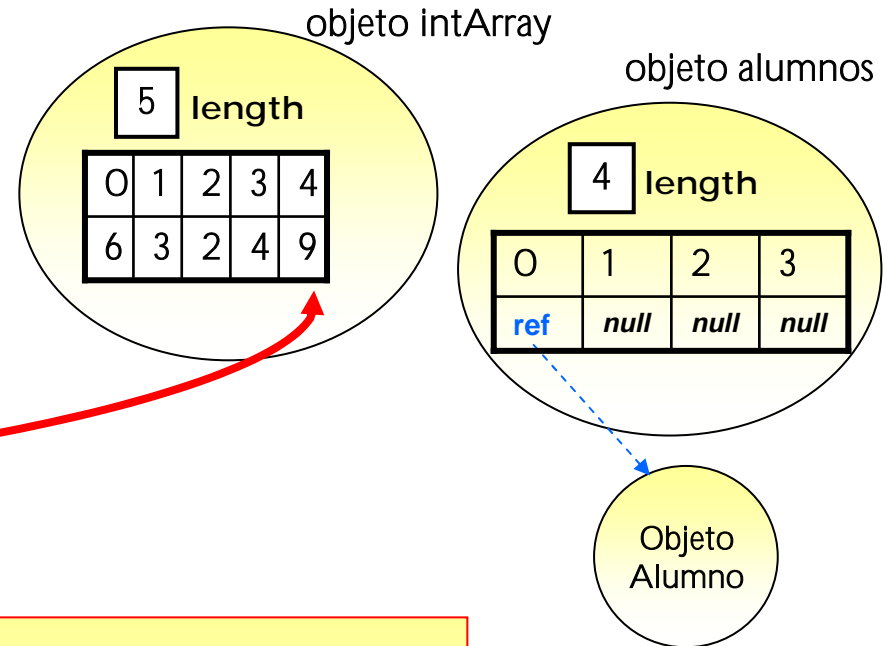 objeto intArray
5 length
0 1 2 3 4
6 3 2 4 9
objeto alumnos
4 length
0 1 2 3
ref null null null
Objeto
Alumno